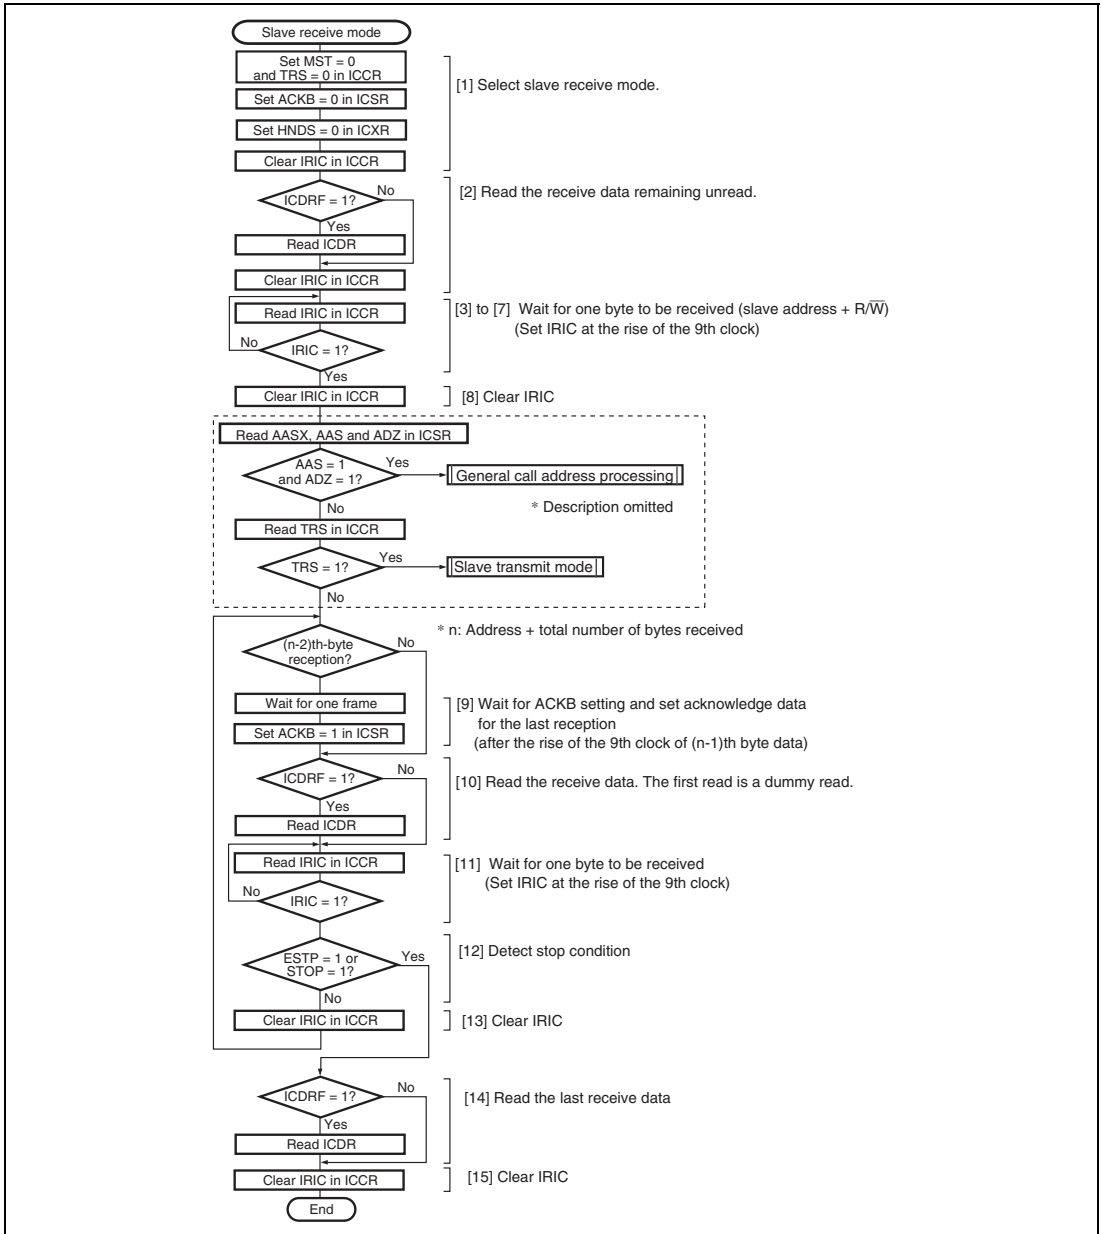 Slave receive mode
Set MST = 0
and TRS = 0 in ICCR
[1] Select slave receive mode.
Set ACKB = 0 in ICSR
Set HNDS = 0 in ICXR
Clear IRIC in ICCR
No
[2] Read the receive data remaining unread.
ICDRF = 1?
Yes
Read ICDR
Clear IRIC in ICCR
Read IRIC in ICCR
[3] to [7] Wait for one byte to be received (slave address + R/W̅)
(Set IRIC at the rise of the 9th clock)
No
IRIC = 1?
Yes
Clear IRIC in ICCR
[8] Clear IRIC
Read AASX, AAS and ADZ in ICSR
AAS = 1
and ADZ = 1?
Yes
General call address processing
No
* Description omitted
Read TRS in ICCR
TRS = 1?
Yes
Slave transmit mode
No
* n: Address + total number of bytes received
(n-2)th-byte
reception?
No
Wait for one frame
[9] Wait for ACKB setting and set acknowledge data
for the last reception
(after the rise of the 9th clock of (n-1)th byte data)
Set ACKB = 1 in ICSR
ICDRF = 1?
No
[10] Read the receive data. The first read is a dummy read.
Yes
Read ICDR
Read IRIC in ICCR
[11] Wait for one byte to be received
(Set IRIC at the rise of the 9th clock)
No
IRIC = 1?
ESTP = 1 or
STOP = 1?
Yes
[12] Detect stop condition
No
Clear IRIC in ICCR
[13] Clear IRIC
ICDRF = 1?
No
[14] Read the last receive data
Yes
Read ICDR
Clear IRIC in ICCR
[15] Clear IRIC
End